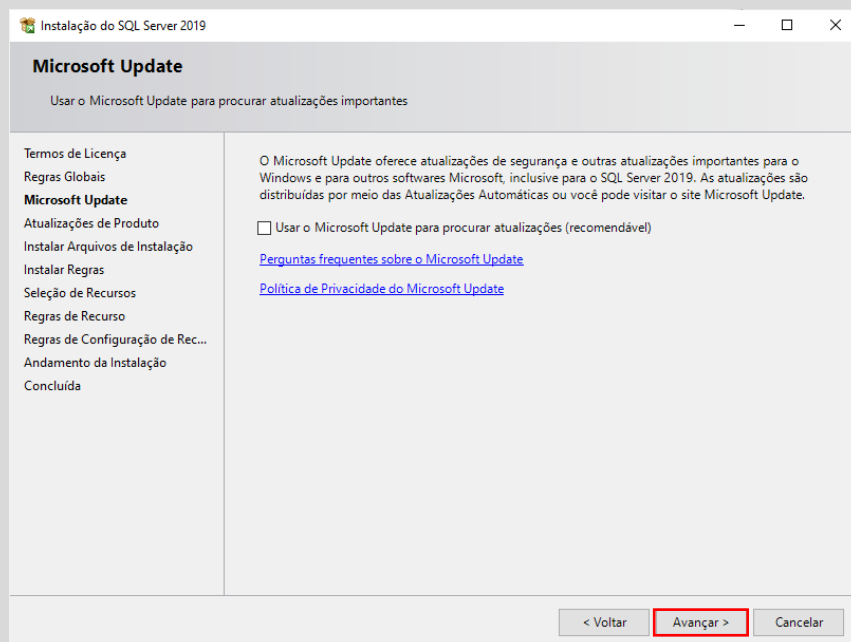 Instalação do SQL Server 2019
Microsoft Update
Usar o Microsoft Update para procurar atualizações importantes
Termos de Licença
Regras Globais
Microsoft Update
Atualizações de Produto
Instalar Arquivos de Instalação
Instalar Regras
Seleção de Recursos
Regras de Recurso
Regras de Configuração de Rec...
Andamento da Instalação
Concluída
O Microsoft Update oferece atualizações de segurança e outras atualizações importantes para o
Windows e para outros softwares Microsoft, inclusive para o SQL Server 2019. As atualizações são
distribuídas por meio das Atualizações Automáticas ou você pode visitar o site Microsoft Update.
Usar o Microsoft Update para procurar atualizações (recomendável)
Perguntas frequentes sobre o Microsoft Update
Política de Privacidade do Microsoft Update
< Voltar
Avançar >
Cancelar